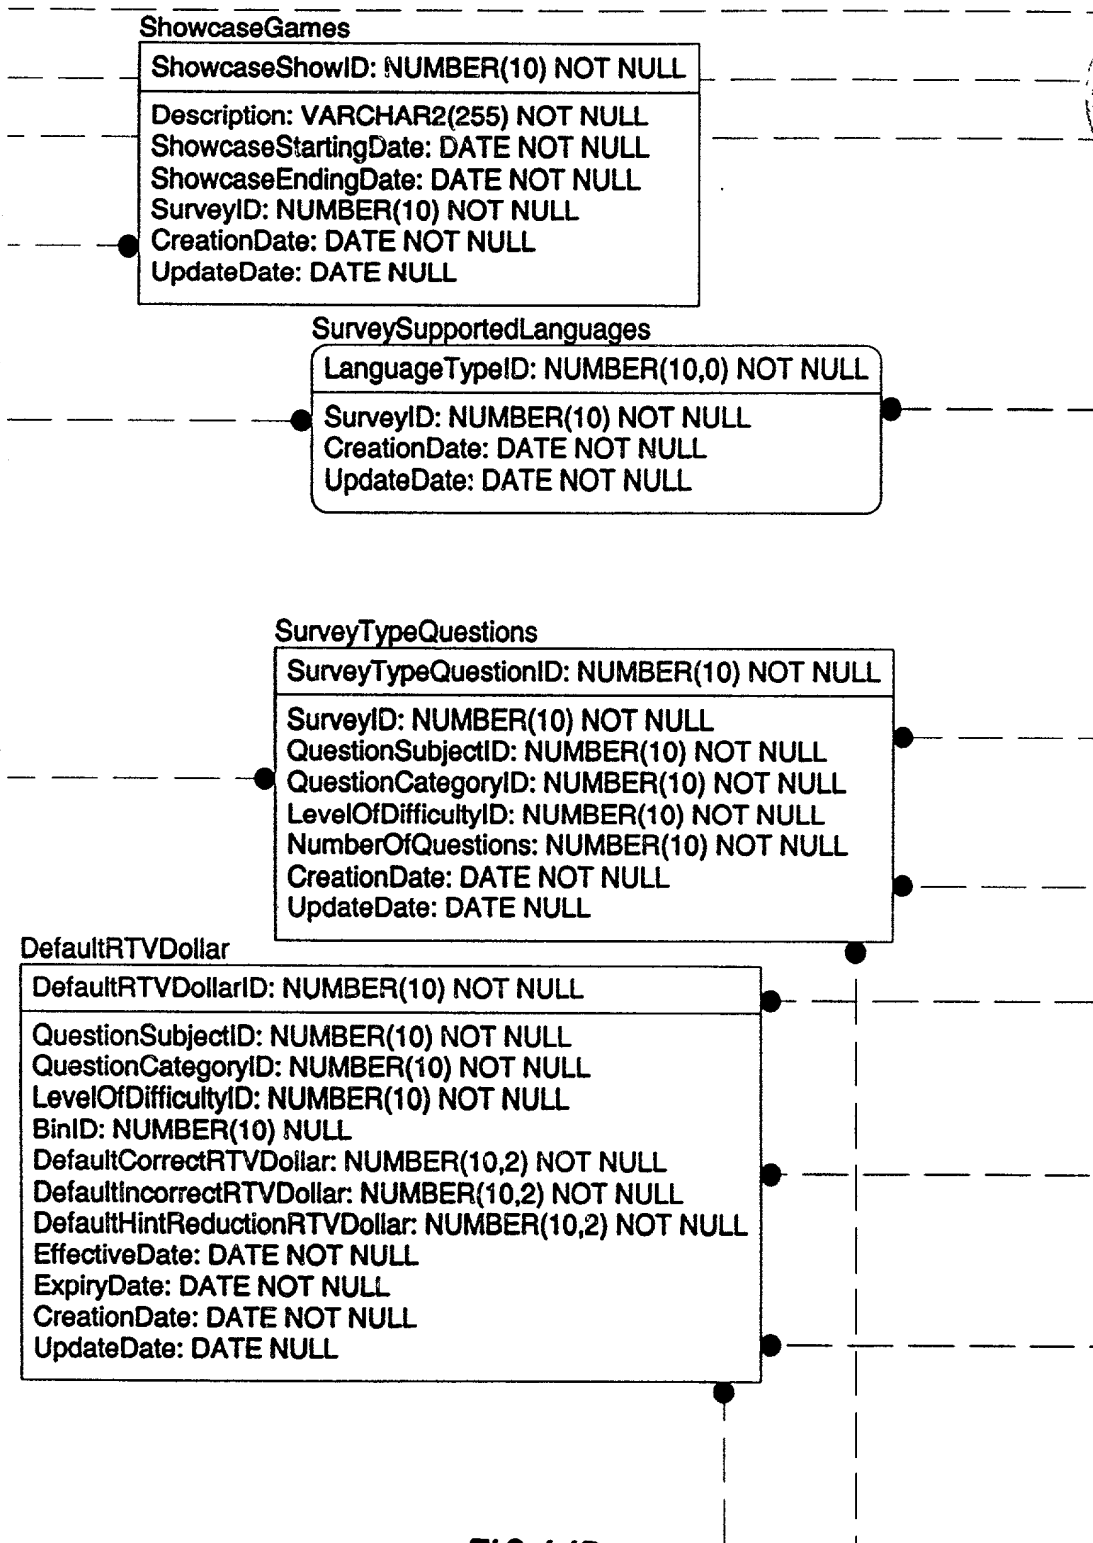 ShowcaseGames
ShowcaseShowID: NUMBER(10) NOT NULL
Description: VARCHAR2(255) NOT NULL
ShowcaseStartingDate: DATE NOT NULL
ShowcaseEndingDate: DATE NOT NULL
SurveyID: NUMBER(10) NOT NULL
CreationDate: DATE NOT NULL
UpdateDate: DATE NULL
SurveySupportedLanguages
LanguageTypeID: NUMBER(10,0) NOT NULL
SurveyID: NUMBER(10) NOT NULL
CreationDate: DATE NOT NULL
UpdateDate: DATE NOT NULL
SurveyTypeQuestions
SurveyTypeQuestionID: NUMBER(10) NOT NULL
SurveyID: NUMBER(10) NOT NULL
QuestionSubjectID: NUMBER(10) NOT NULL
QuestionCategoryID: NUMBER(10) NOT NULL
LevelOfDifficultyID: NUMBER(10) NOT NULL
NumberOfQuestions: NUMBER(10) NOT NULL
CreationDate: DATE NOT NULL
UpdateDate: DATE NULL
DefaultRTVDollar
DefaultRTVDollarID: NUMBER(10) NOT NULL
QuestionSubjectID: NUMBER(10) NOT NULL
QuestionCategoryID: NUMBER(10) NOT NULL
LevelOfDifficultyID: NUMBER(10) NOT NULL
BinID: NUMBER(10) NULL
DefaultCorrectRTVDollar: NUMBER(10,2) NOT NULL
DefaultIncorrectRTVDollar: NUMBER(10,2) NOT NULL
DefaultHintReductionRTVDollar: NUMBER(10,2) NOT NULL
EffectiveDate: DATE NOT NULL
ExpiryDate: DATE NOT NULL
CreationDate: DATE NOT NULL
UpdateDate: DATE NULL